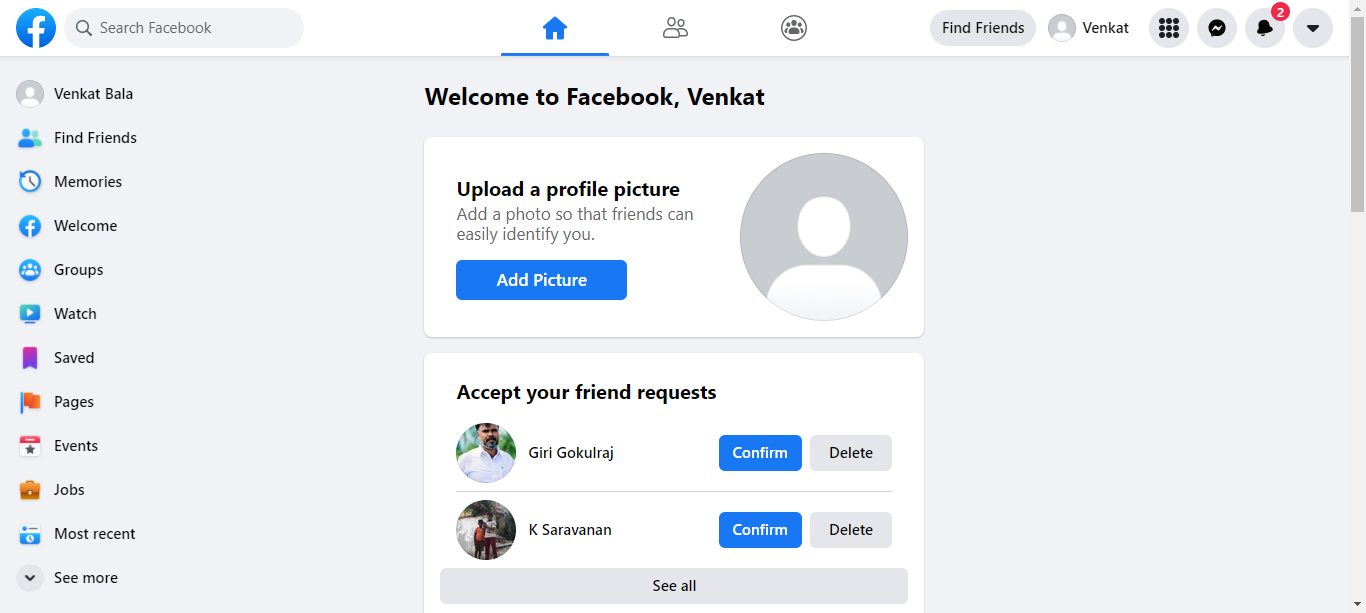 Search Facebook
Find Friends
Venkat
2
Venkat Bala
Find Friends
Memories
Welcome
Groups
Watch
Saved
Pages
Events
Jobs
Most recent
See more
Welcome to Facebook, Venkat
Upload a profile picture
Add a photo so that friends can
easily identify you.
Add Picture
Accept your friend requests
Giri Gokulraj
Confirm
Delete
K Saravanan
Confirm
Delete
See all